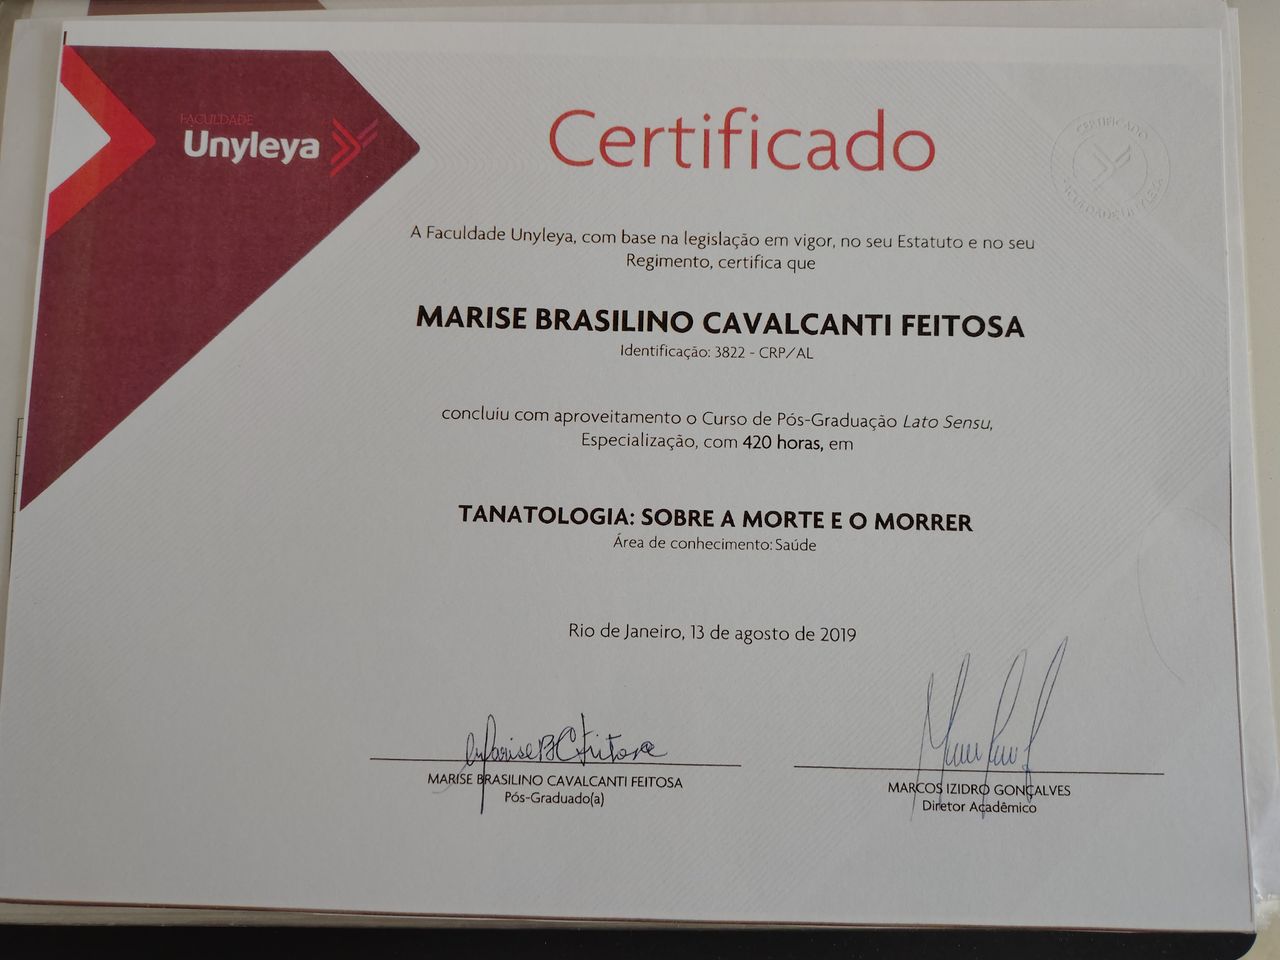 FACULDADE
Unyleya
Certificado
CERTIFICADO
FACULDADE UNYLEYA
A Faculdade Unyleya, com base na legislação em vigor, no seu Estatuto e no seu
Regimento, certifica que
MARISE BRASILINO CAVALCANTI FEITOSA
Identificação: 3822 - CRP/AL
concluiu com aproveitamento o Curso de Pós-Graduação Lato Sensu,
Especialização, com 420 horas, em
TANATOLOGIA: SOBRE A MORTE E O MORRER
Área de conhecimento: Saúde
Rio de Janeiro, 13 de agosto de 2019
MARISE BRASILINO CAVALCANTI FEITOSA
Pós-Graduado(a)
MARCOS IZIDRO GONÇALVES
Diretor Acadêmico